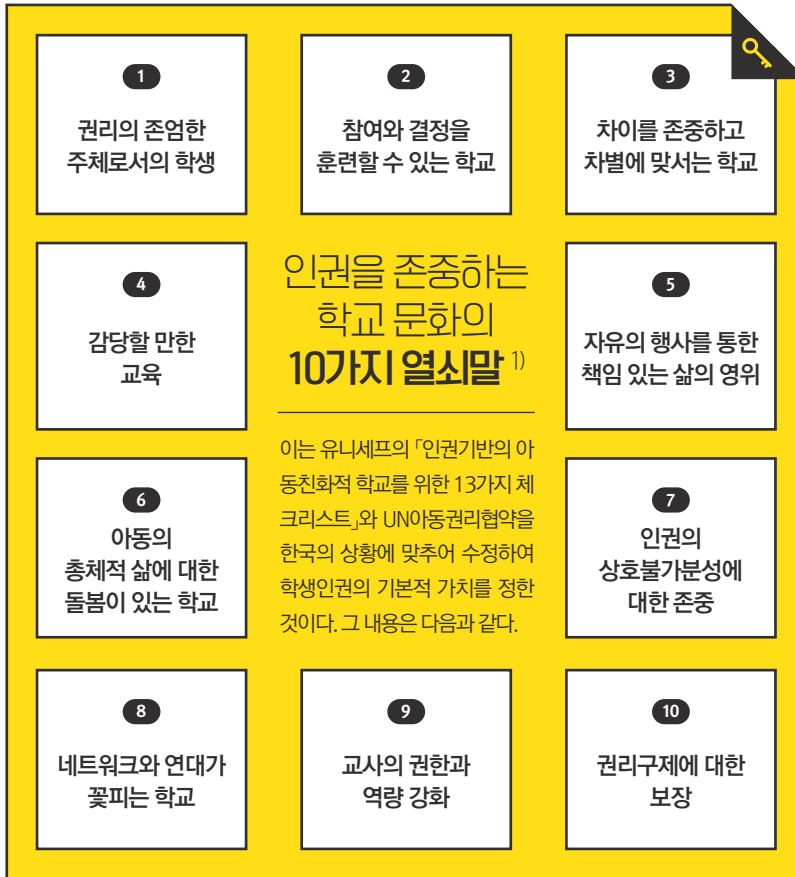 1
권리의 존엄한
주체로서의 학생
2
참여와 결정을
훈련할 수 있는 학교
3
차이를 존중하고
차별에 맞서는 학교
인권을 존중하는
학교 문화의
10가지 열쇠말 1)
이는 유니세프의 「인권기반의 아
동친화적 학교를 위한 13가지 체
크리스트」와 UN아동권리협약을
한국의 상황에 맞추어 수정하여
학생인권의 기본적 가치를 정한
것이다. 그 내용은 다음과 같다.
4
감당할 만한
교육
5
자유의 행사를 통한
책임 있는 삶의 영위
6
아동의
총체적 삶에 대한
돌봄이 있는 학교
7
인권의
상호불가분성에
대한 존중
8
네트워크와 연대가
꽃피는 학교
9
교사의 권한과
역량 강화
10
권리구제에 대한
보장